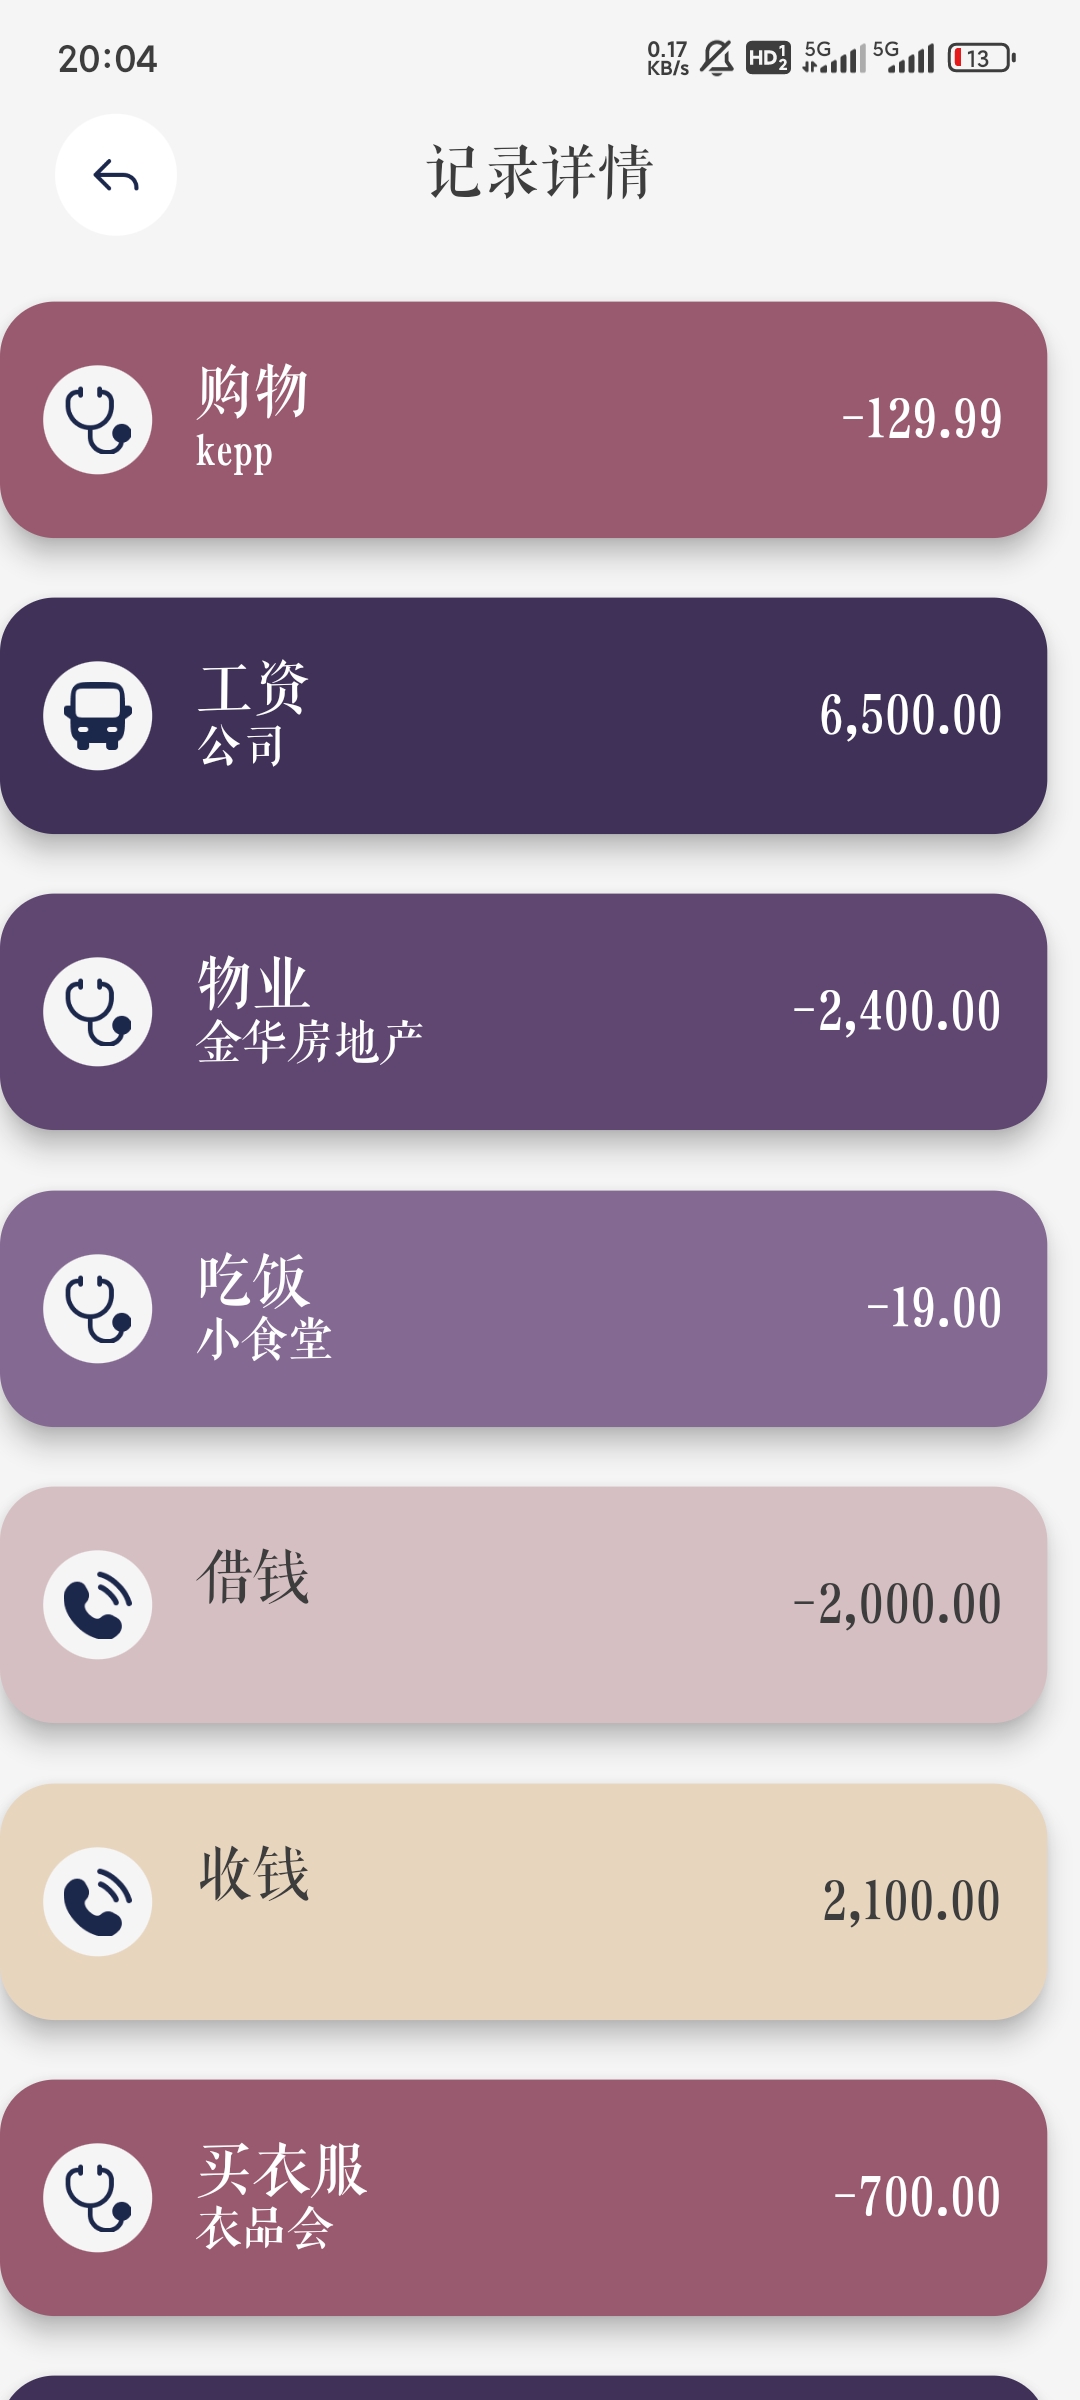 20:04
0.17 KB/s HD 1 2 5G 5G 13
记录详情
购物
kepp
-129.99
工资
公司
6,500.00
物业
金华房地产
-2,400.00
吃饭
小食堂
-19.00
借钱
-2,000.00
收钱
2,100.00
买衣服
衣品会
-700.00